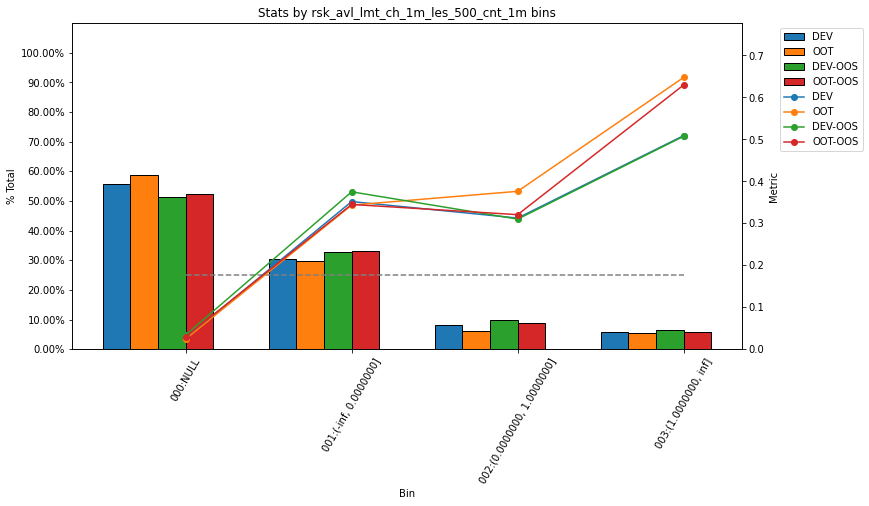 Stats by rsk_avl_lmt_ch_1m_les_500_cnt_1m bins
% Total
100.00%
90.00%
80.00%
70.00%
60.00%
50.00%
40.00%
30.00%
20.00%
10.00%
0.00%
000:NULL
001:(-inf, 0.0000000]
002:(0.0000000, 1.0000000]
003:(1.0000000, inf]
Bin
0.7
0.6
0.5
0.4
0.3
0.2
0.1
0.0
Metric
DEV
OOT
DEV-OOS
OOT-OOS
DEV
OOT
DEV-OOS
OOT-OOS